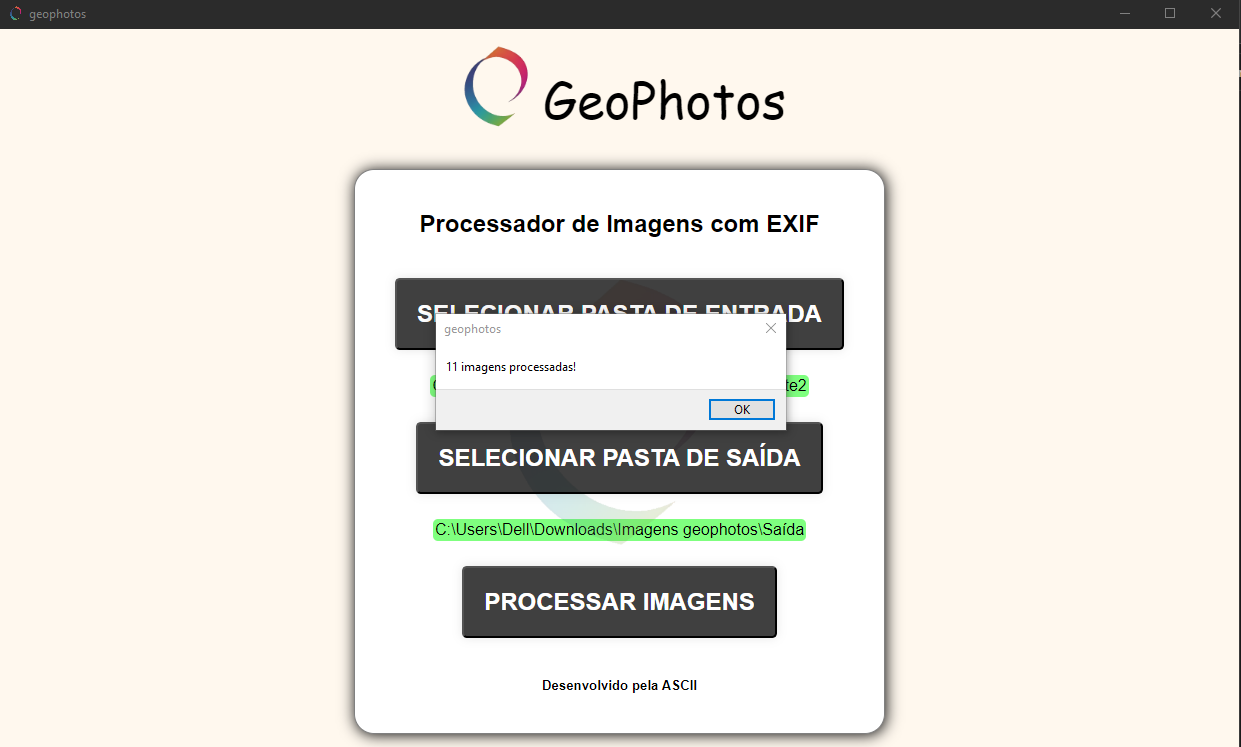 geophotos
GeoPhotos
Processador de Imagens com EXIF
SELECIONAR PASTA DE ENTRADA
geophotos
11 imagens processadas!
te2
OK
SELECIONAR PASTA DE SAÍDA
C:\Users\Dell\Downloads\Imagens geophotos\Saída
PROCESSAR IMAGENS
Desenvolvido pela ASCII